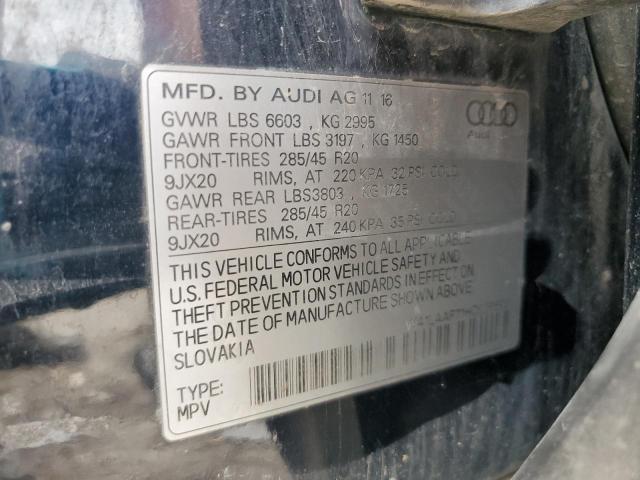 MFD. BY AUDI AG 11 16
GVWR LBS 6603 , KG 2995
GAWR FRONT LBS 3197 , KG 1450
FRONT-TIRES 285/45 R20
9JX20 RIMS, AT 220 KPA 32 PSI COLD
GAWR REAR LBS3803 , KG 1725
REAR-TIRES 285/45 R20
9JX20 RIMS, AT 240 KPA 35 PSI COLD
Audi
THIS VEHICLE CONFORMS TO ALL APPLICABLE
U.S. FEDERAL MOTOR VEHICLE SAFETY AND
THEFT PREVENTION STANDARDS IN EFFECT ON
THE DATE OF MANUFACTURE SHOWN ABOVE.
SLOVAKIA
TYPE:
MPV